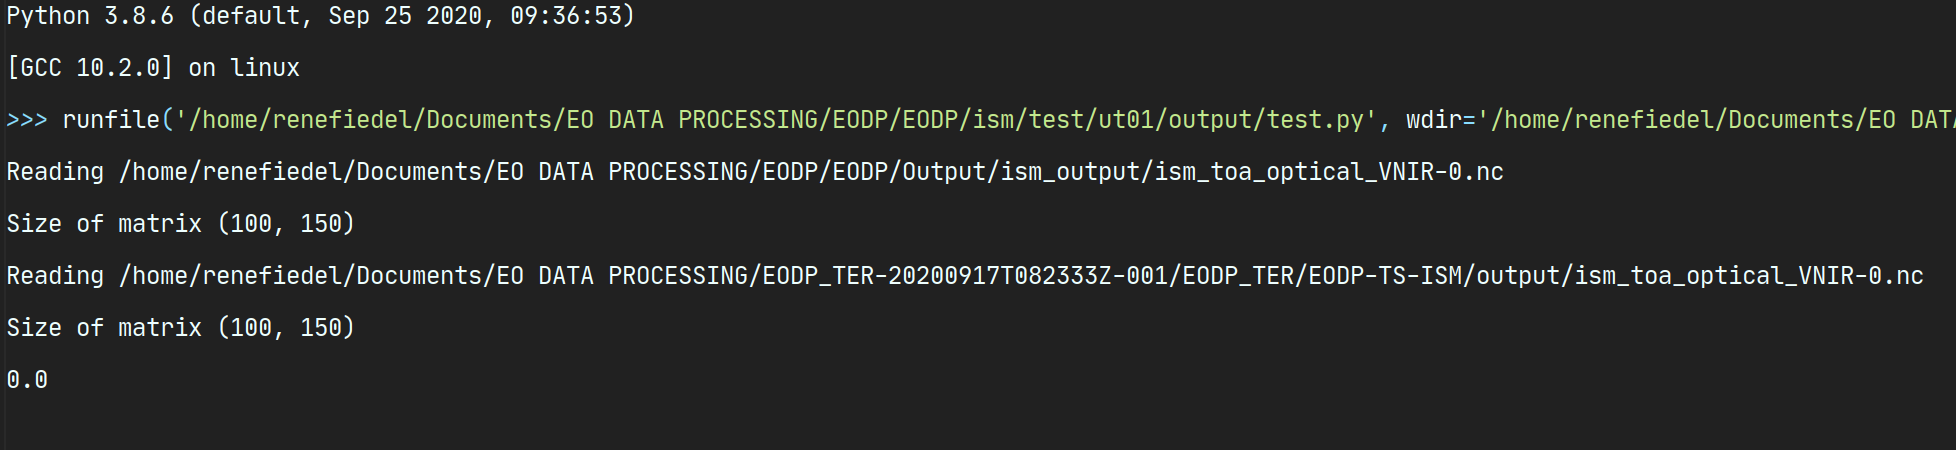 Python 3.8.6 (default, Sep 25 2020, 09:36:53)
[GCC 10.2.0] on linux
>>> runfile('/home/renefiedel/Documents/EO DATA PROCESSING/EODP/EODP/ism/test/ut01/output/test.py', wdir='/home/renefiedel/Documents/EO DATA
Reading /home/renefiedel/Documents/EO DATA PROCESSING/EODP/EODP/Output/ism_output/ism_toa_optical_VNIR-0.nc
Size of matrix (100, 150)
Reading /home/renefiedel/Documents/EO DATA PROCESSING/EODP_TER-20200917T082333Z-001/EODP_TER/EODP-TS-ISM/output/ism_toa_optical_VNIR-0.nc
Size of matrix (100, 150)
0.0